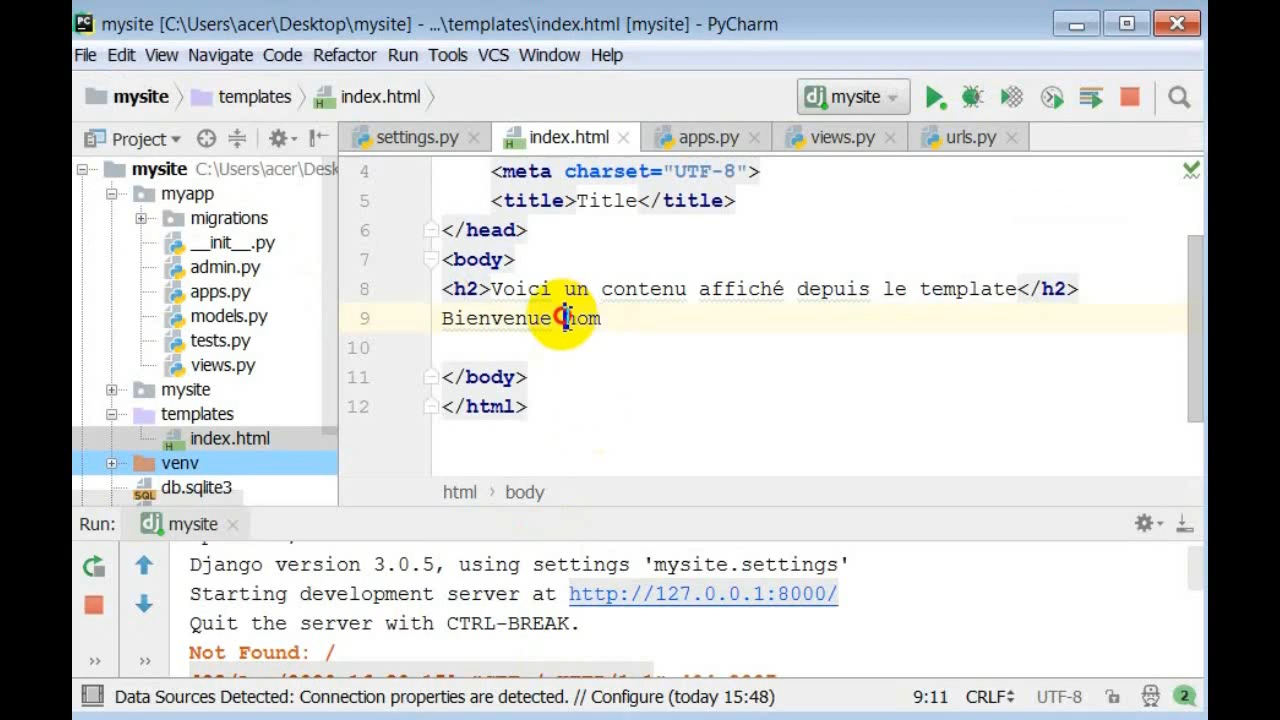 mysite [C:\Users\acer\Desktop\mysite] - ...\templates\index.html [mysite] - PyCharm
File Edit View Navigate Code Refactor Run Tools VCS Window Help
mysite templates index.html mysite
Project settings.py index.html apps.py views.py urls.py
mysite C:\Users\acer\Desk
myapp
migrations
__init__.py
admin.py
apps.py
models.py
tests.py
views.py
mysite
templates
index.html
venv
db.sqlite3
4 <meta charset="UTF-8">
5 <title>Title</title>
6 </head>
7 <body>
8 <h2>Voici un contenu affiché depuis le template</h2>
9 Bienvenue nom
10
11 </body>
12 </html>
html › body
Run: mysite
Django version 3.0.5, using settings 'mysite.settings'
Starting development server at http://127.0.0.1:8000/
Quit the server with CTRL-BREAK.
Not Found: /
Data Sources Detected: Connection properties are detected. // Configure (today 15:48) 9:11 CRLF UTF-8 2